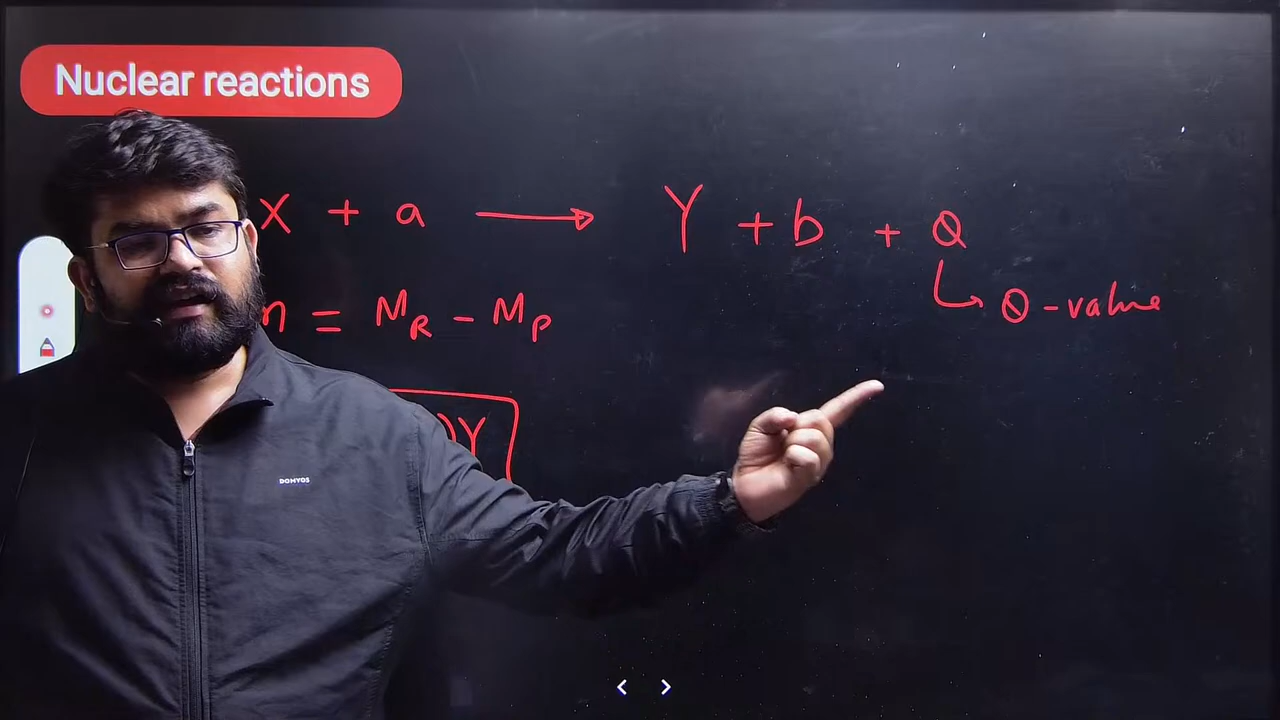 Nuclear reactions
X + a ⟶ Y + b + Q
↳ Q-value
m = M_R - M_P
DOMYOS